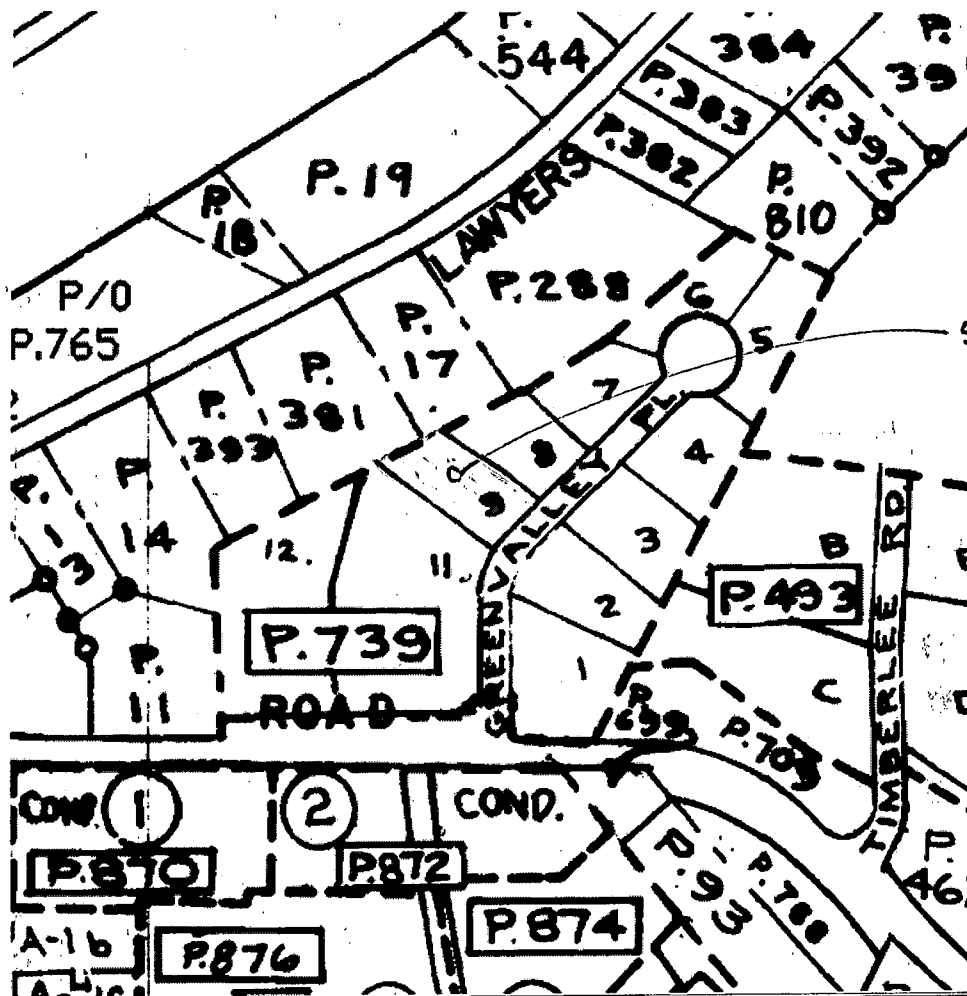 P.
544
384
P.
39
P.383
P.392
P.382
P.19
P.
18
LAWYERS
P.
810
P/O
P.765
P.288
6
5
P.
17
P.
381
P.
393
7
PL.
8
4
9
P.
14
P.
13
12.
11
3
B
GREEN VALLEY
TIMBERLEE RD.
P.493
2
P.739
P.
11
1
C
ROAD
P.
699
P.703
COND.
1
2
COND.
P.870
P.872
P.93
P.788
P.
P.874
A-1b
P.876